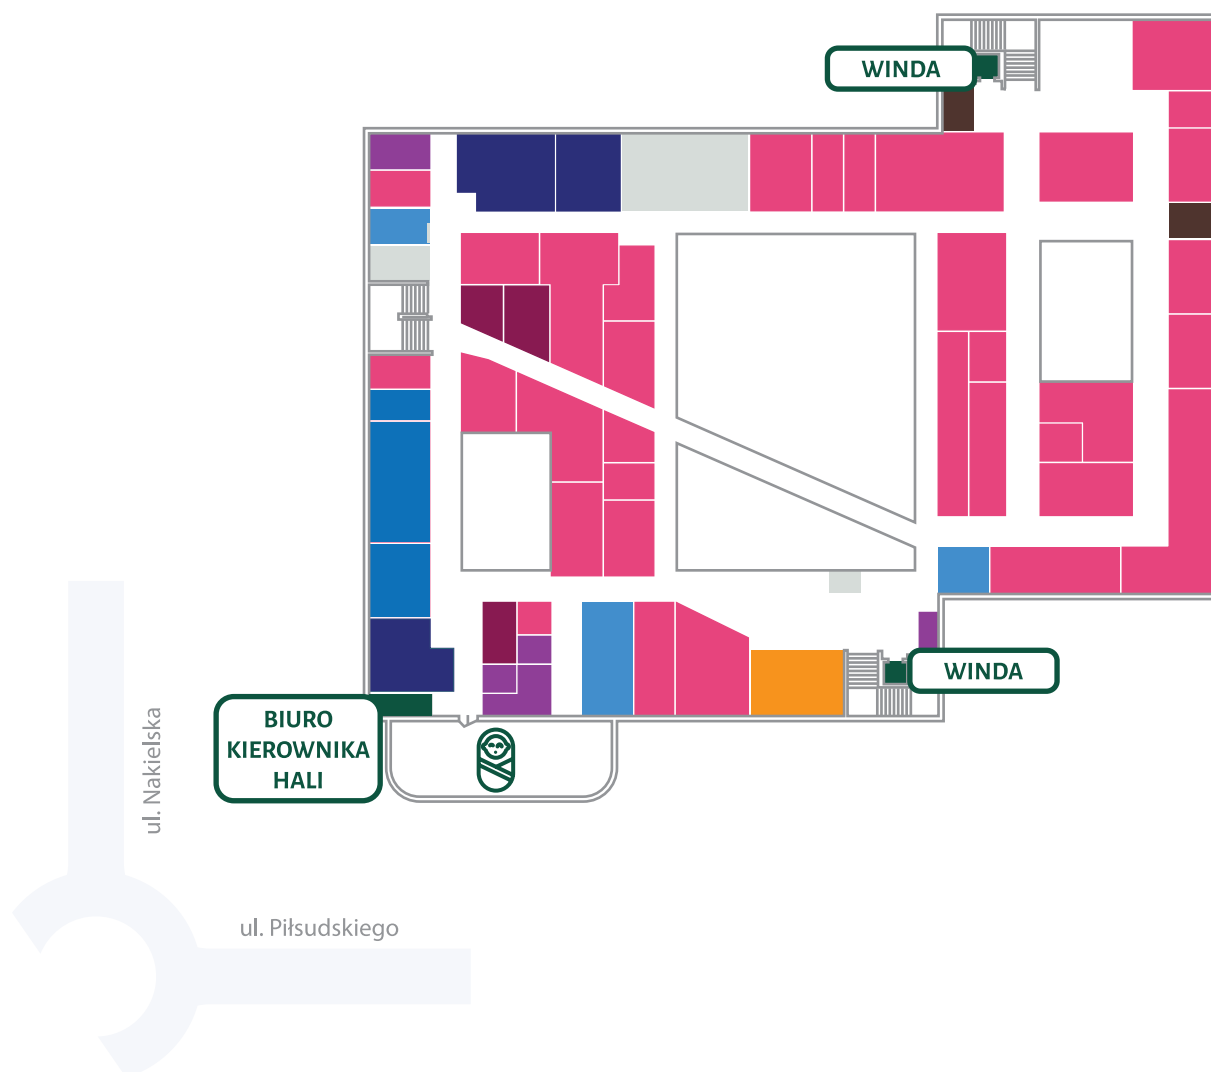 WINDA
WINDA
BIURO
KIEROWNIKA
HALI
ul. Nakielska
ul. Piłsudskiego